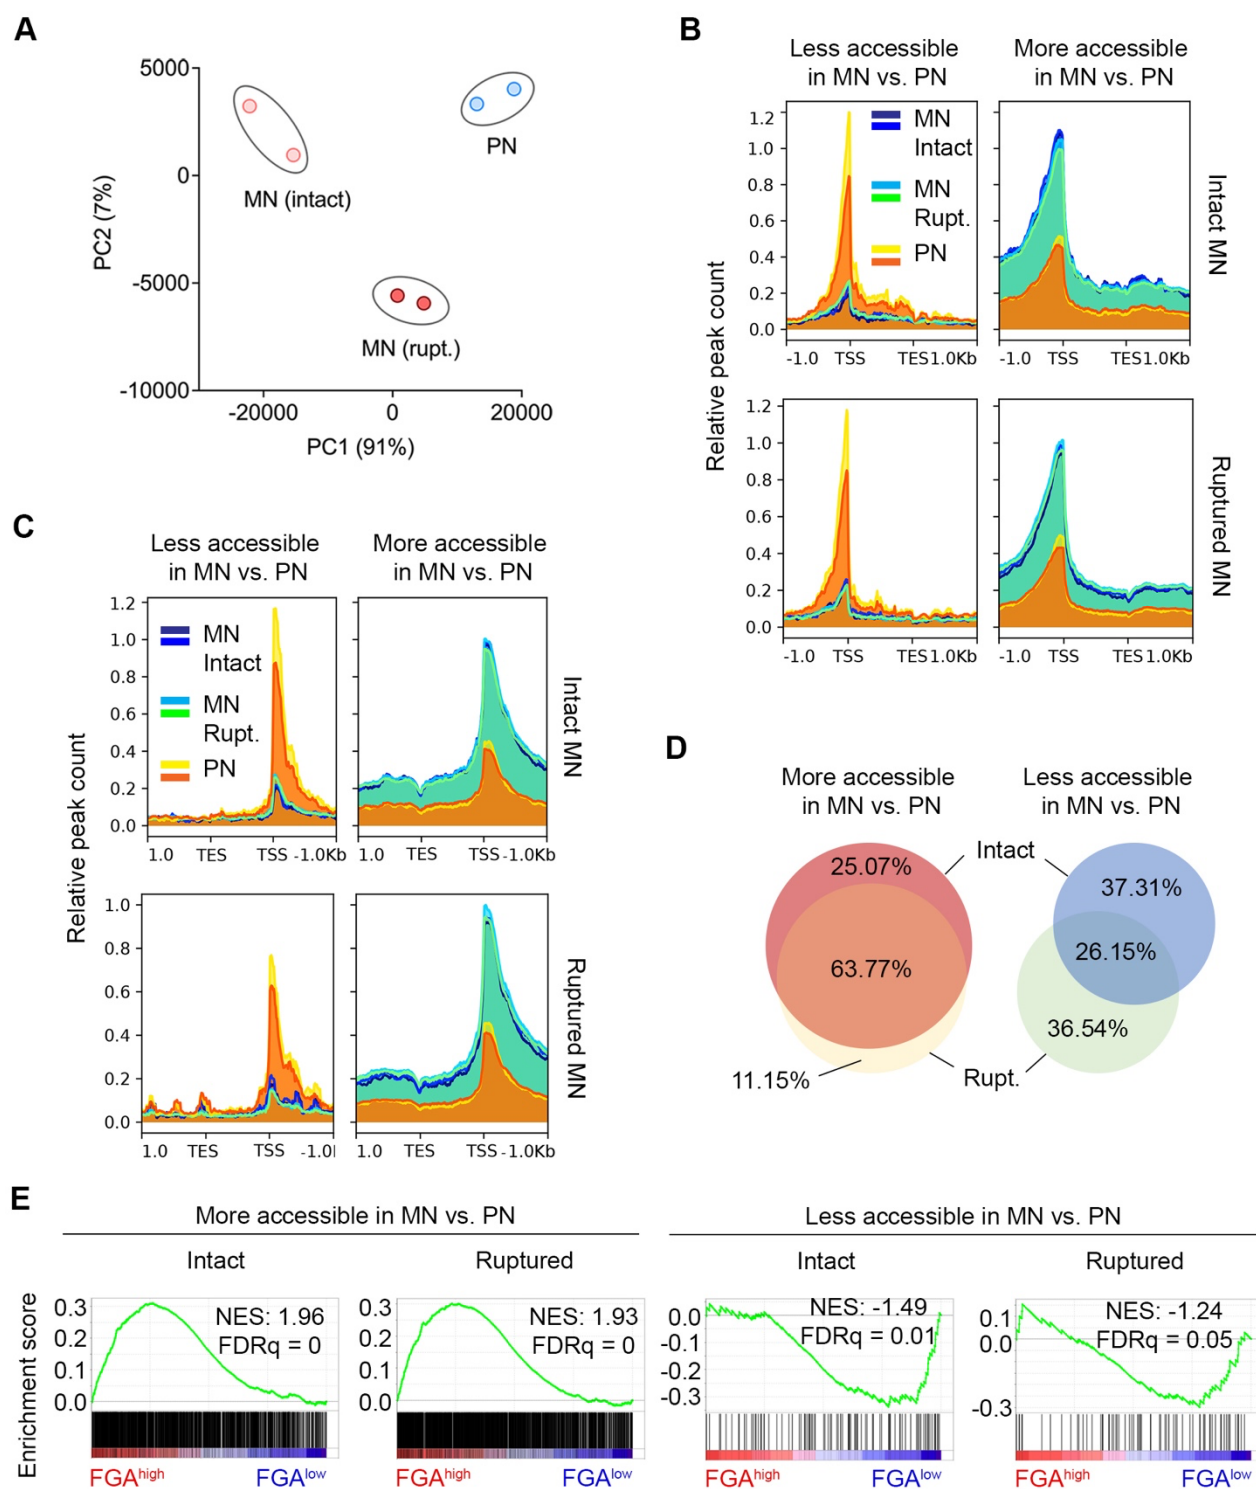 A
5000
0
-5000
-10000
PC2 (7%)
MN (intact)
PN
MN (rupt.)
-20000
0
20000
PC1 (91%)
B
Less accessible
in MN vs. PN
More accessible
in MN vs. PN
1.2
1.0
0.8
0.6
0.4
0.2
0.0
MN
Intact
MN
Rupt.
PN
-1.0
TSS
TES
1.0Kb
-1.0
TSS
TES
1.0Kb
Intact MN
Relative peak count
1.2
1.0
0.8
0.6
0.4
0.2
0.0
-1.0
TSS
TES
1.0Kb
-1.0
TSS
TES
1.0Kb
Ruptured MN
C
Less accessible
in MN vs. PN
More accessible
in MN vs. PN
1.2
1.0
0.8
0.6
0.4
0.2
0.0
MN
Intact
MN
Rupt.
PN
1.0
TES
TSS
-1.0Kb
1.0
TES
TSS
-1.0Kb
Intact MN
Relative peak count
1.0
0.8
0.6
0.4
0.2
0.0
1.0
TES
TSS
-1.0
1.0
TES
TSS
-1.0Kb
Ruptured MN
D
More accessible
in MN vs. PN
Less accessible
in MN vs. PN
25.07%
Intact
37.31%
63.77%
26.15%
36.54%
11.15%
Rupt.
E
More accessible in MN vs. PN
Less accessible in MN vs. PN
Intact
Ruptured
Intact
Ruptured
Enrichment score
0.3
0.2
0.1
0.0
NES: 1.96
FDRq = 0
FGAhigh
FGAlow
0.3
0.2
0.1
0.0
NES: 1.93
FDRq = 0
FGAhigh
FGAlow
0.0
-0.1
-0.2
-0.3
NES: -1.49
FDRq = 0.01
FGAhigh
FGAlow
0.1
0.0
-0.3
NES: -1.24
FDRq = 0.05
FGAhigh
FGAlow